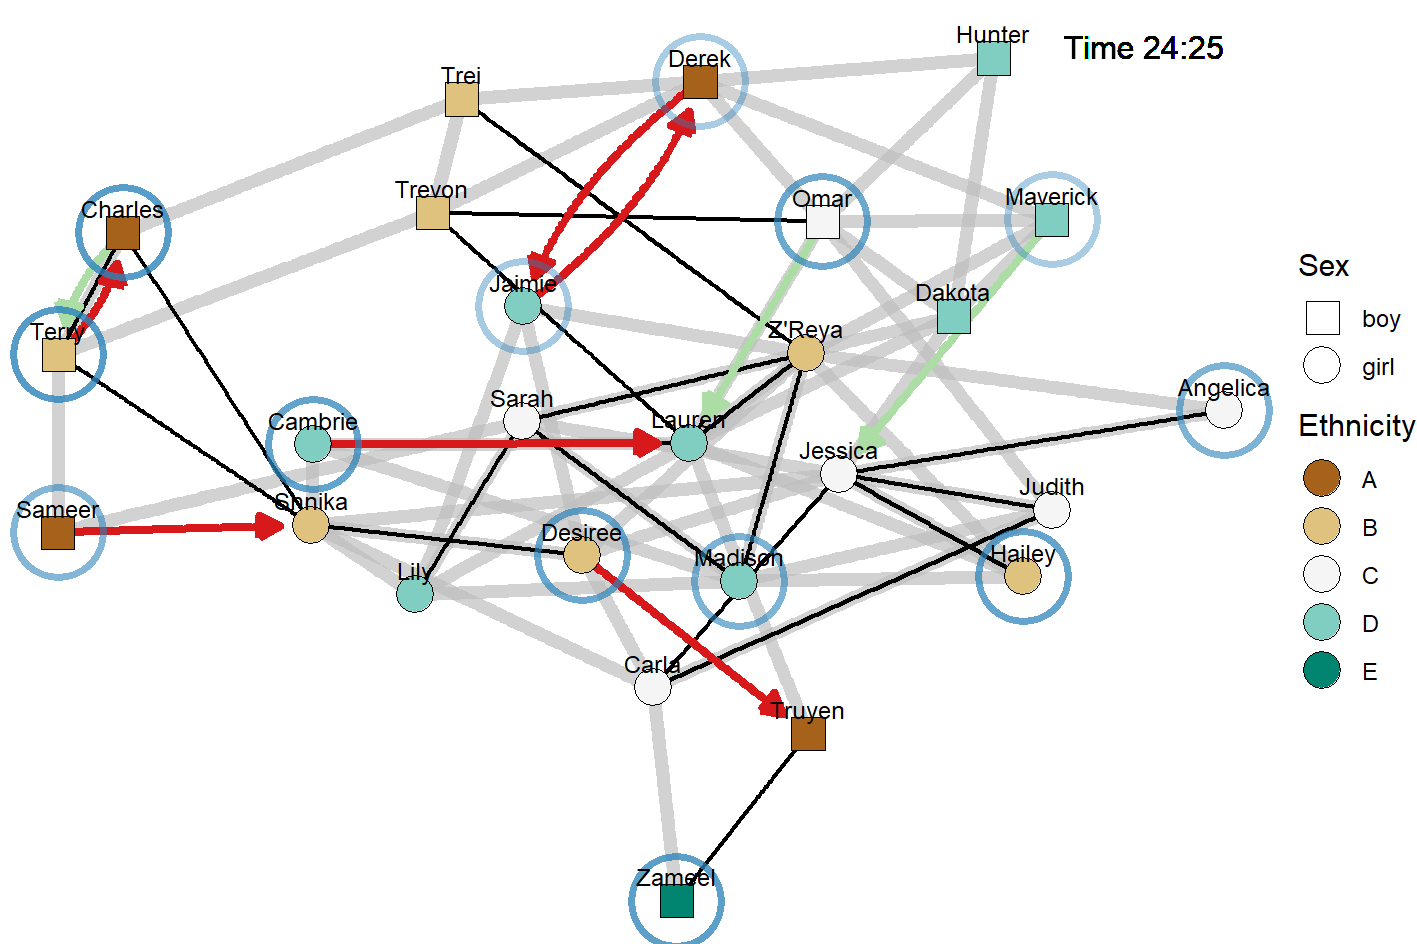 Hunter
Time 24:25
Derek
Trei
Trevon
Omar
Maverick
Charles
Jaimie
Dakota
Terry
Z'Reya
Sarah
Angelica
Cambrie
Lauren
Jessica
Judith
Sameer
Shnika
Desiree
Madison
Hailey
Lily
Carla
Truyen
Zameel
Sex
boy
girl
Ethnicity
A
B
C
D
E